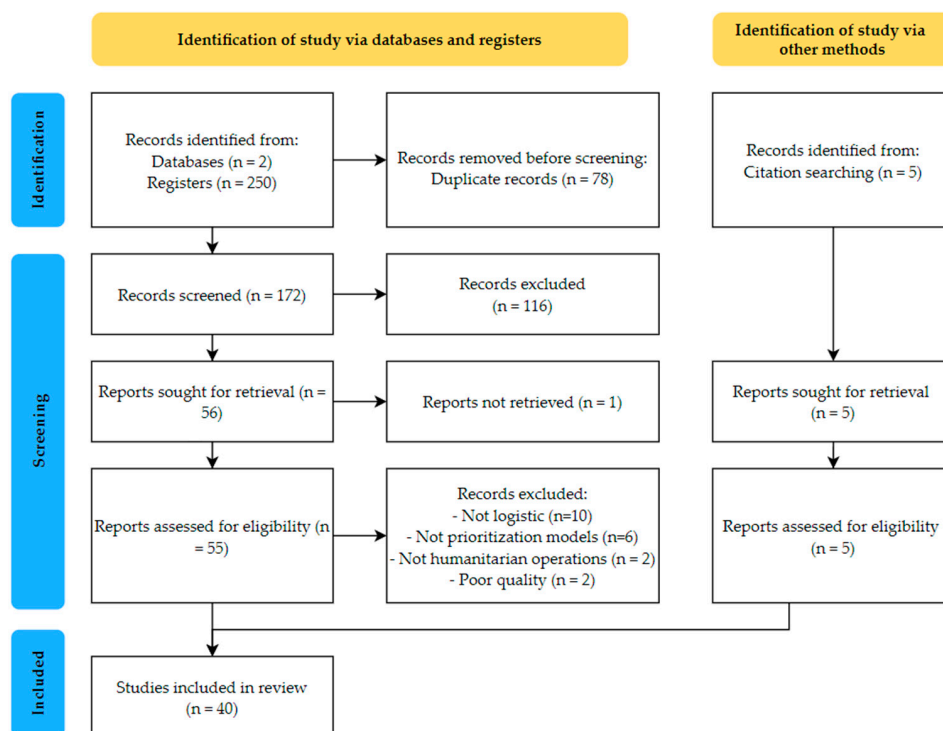 Identification of study via databases and registers
Identification of study via
other methods
Identification
Records identified from:
Databases (n = 2)
Registers (n = 250)
Records removed before screening:
Duplicate records (n = 78)
Records identified from:
Citation searching (n = 5)
Screening
Records screened (n = 172)
Records excluded
(n = 116)
Reports sought for retrieval (n =
56)
Reports not retrieved (n = 1)
Reports sought for retrieval
(n = 5)
Reports assessed for eligibility (n
= 55)
Records excluded:
- Not logistic (n=10)
- Not prioritization models (n=6)
- Not humanitarian operations (n = 2)
- Poor quality (n = 2)
Reports assessed for eligibility
(n = 5)
Included
Studies included in review
(n = 40)